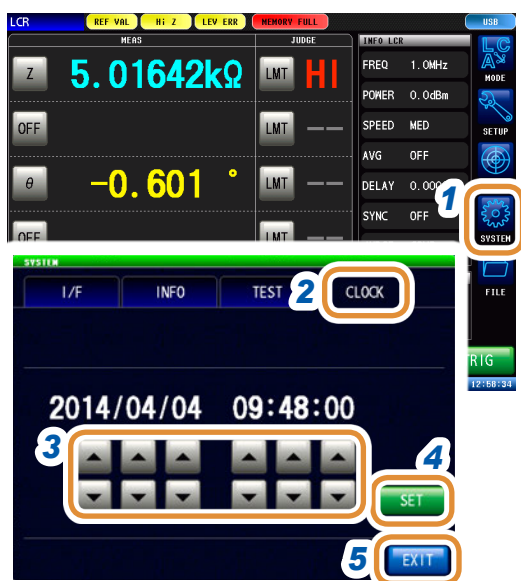 LCR REF VAL Hi Z LEV ERR MEMORY FULL USB
MEAS JUDGE INFO LCR
Z 5.01642kΩ LMT HI FREQ 1.0MHz
LCA MODE
POWER 0.0dBm
OFF LMT -- SPEED MED
SETUP
AVG OFF
θ -0.601 ° LMT -- DELAY 0.000
1
SYNC OFF
SYSTEM
OFF LMT
SYSTEM
I/F INFO TEST 2 CLOCK
FILE
RIG
12:58:34
2014/04/04 09:48:00
3
4
SET
5 EXIT